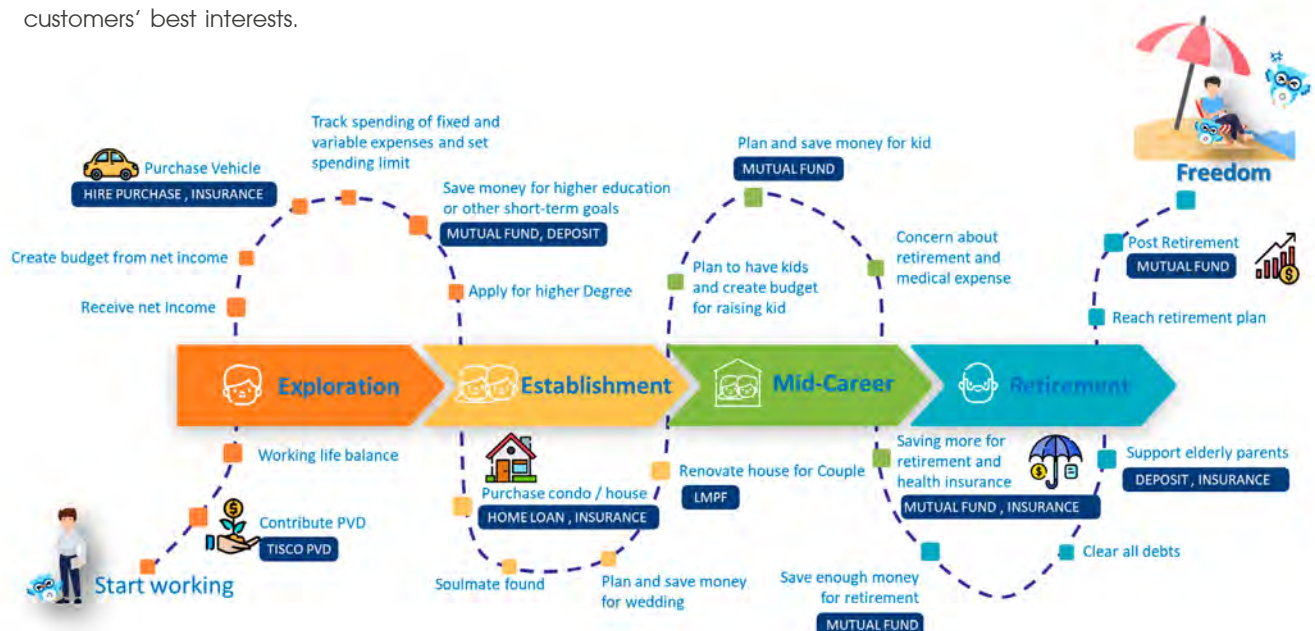 customers’ best interests.
Start working
Contribute PVD
TISCO PVD
Working life balance
Receive net Income
Create budget from net income
Purchase Vehicle
HIRE PURCHASE , INSURANCE
Track spending of fixed and
variable expenses and set
spending limit
Save money for higher education
or other short-term goals
MUTUAL FUND, DEPOSIT
Apply for higher Degree
Exploration
Establishment
Mid-Career
Retirement
Purchase condo / house
HOME LOAN , INSURANCE
Soulmate found
Plan and save money
for wedding
Renovate house for Couple
LMPF
Plan to have kids
and create budget
for raising kid
Plan and save money for kid
MUTUAL FUND
Concern about
retirement and
medical expense
Saving more for
retirement and
health insurance
MUTUAL FUND , INSURANCE
Save enough money
for retirement
MUTUAL FUND
Clear all debts
Support elderly parents
DEPOSIT , INSURANCE
Reach retirement plan
Post Retirement
MUTUAL FUND
Freedom